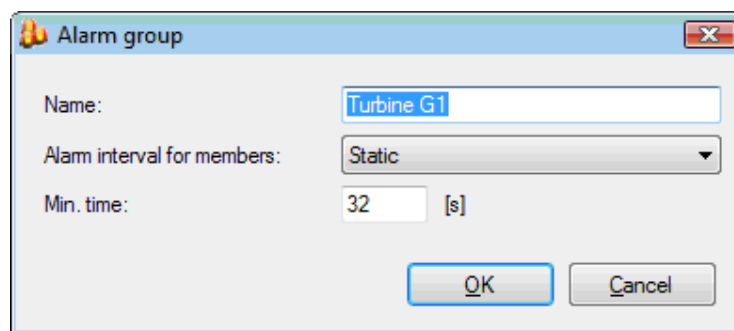 Alarm group
Name: Turbine G1
Alarm interval for members: Static
Min. time: 32 [s]
OK Cancel